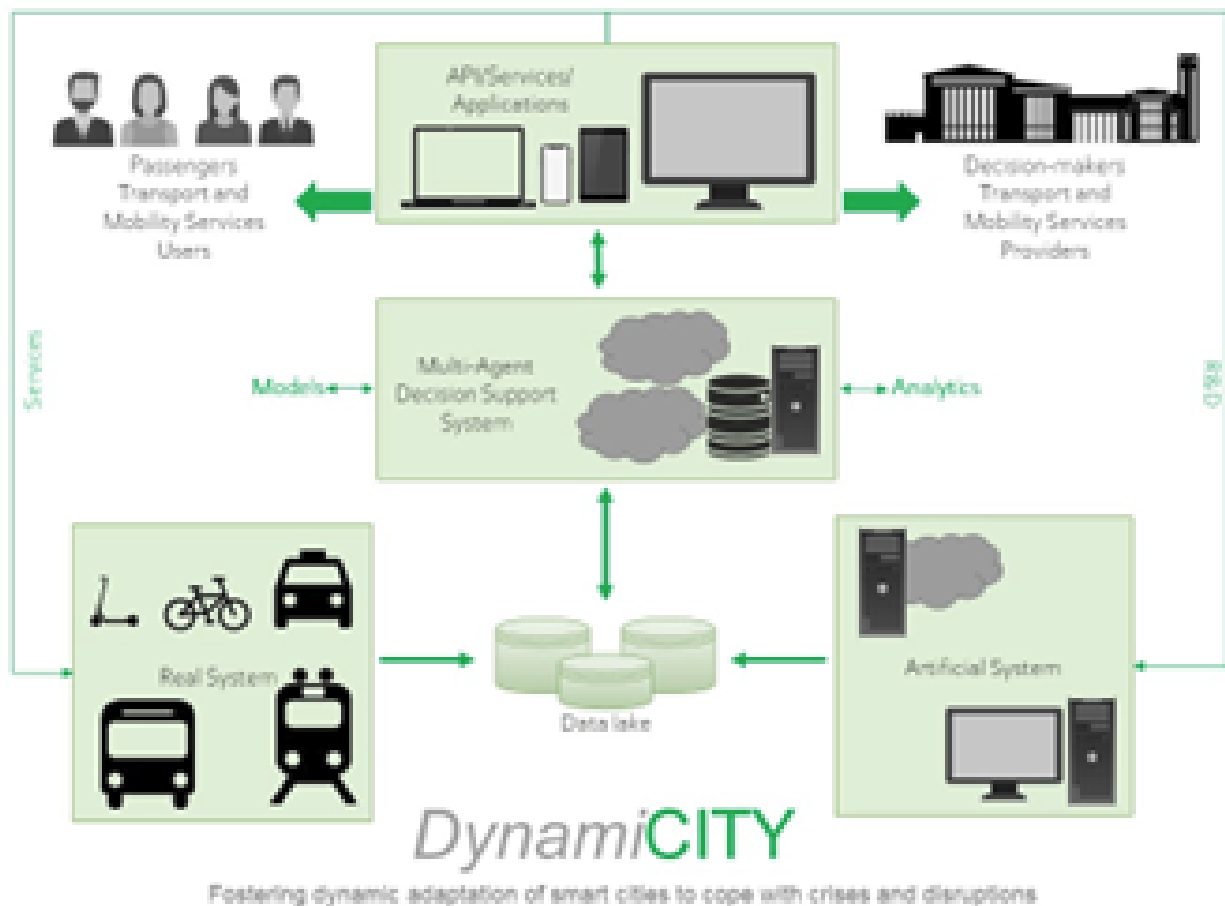 API/Services/
Applications
Passengers
Transport and
Mobility Services
Users
Decision-makers
Transport and
Mobility Services
Providers
Services
R&D
Models
Multi-Agent
Decision Support
System
Analytics
Real System
Artificial System
Data lake
DynamiCITY
Fostering dynamic adaptation of smart cities to cope with crises and disruptions